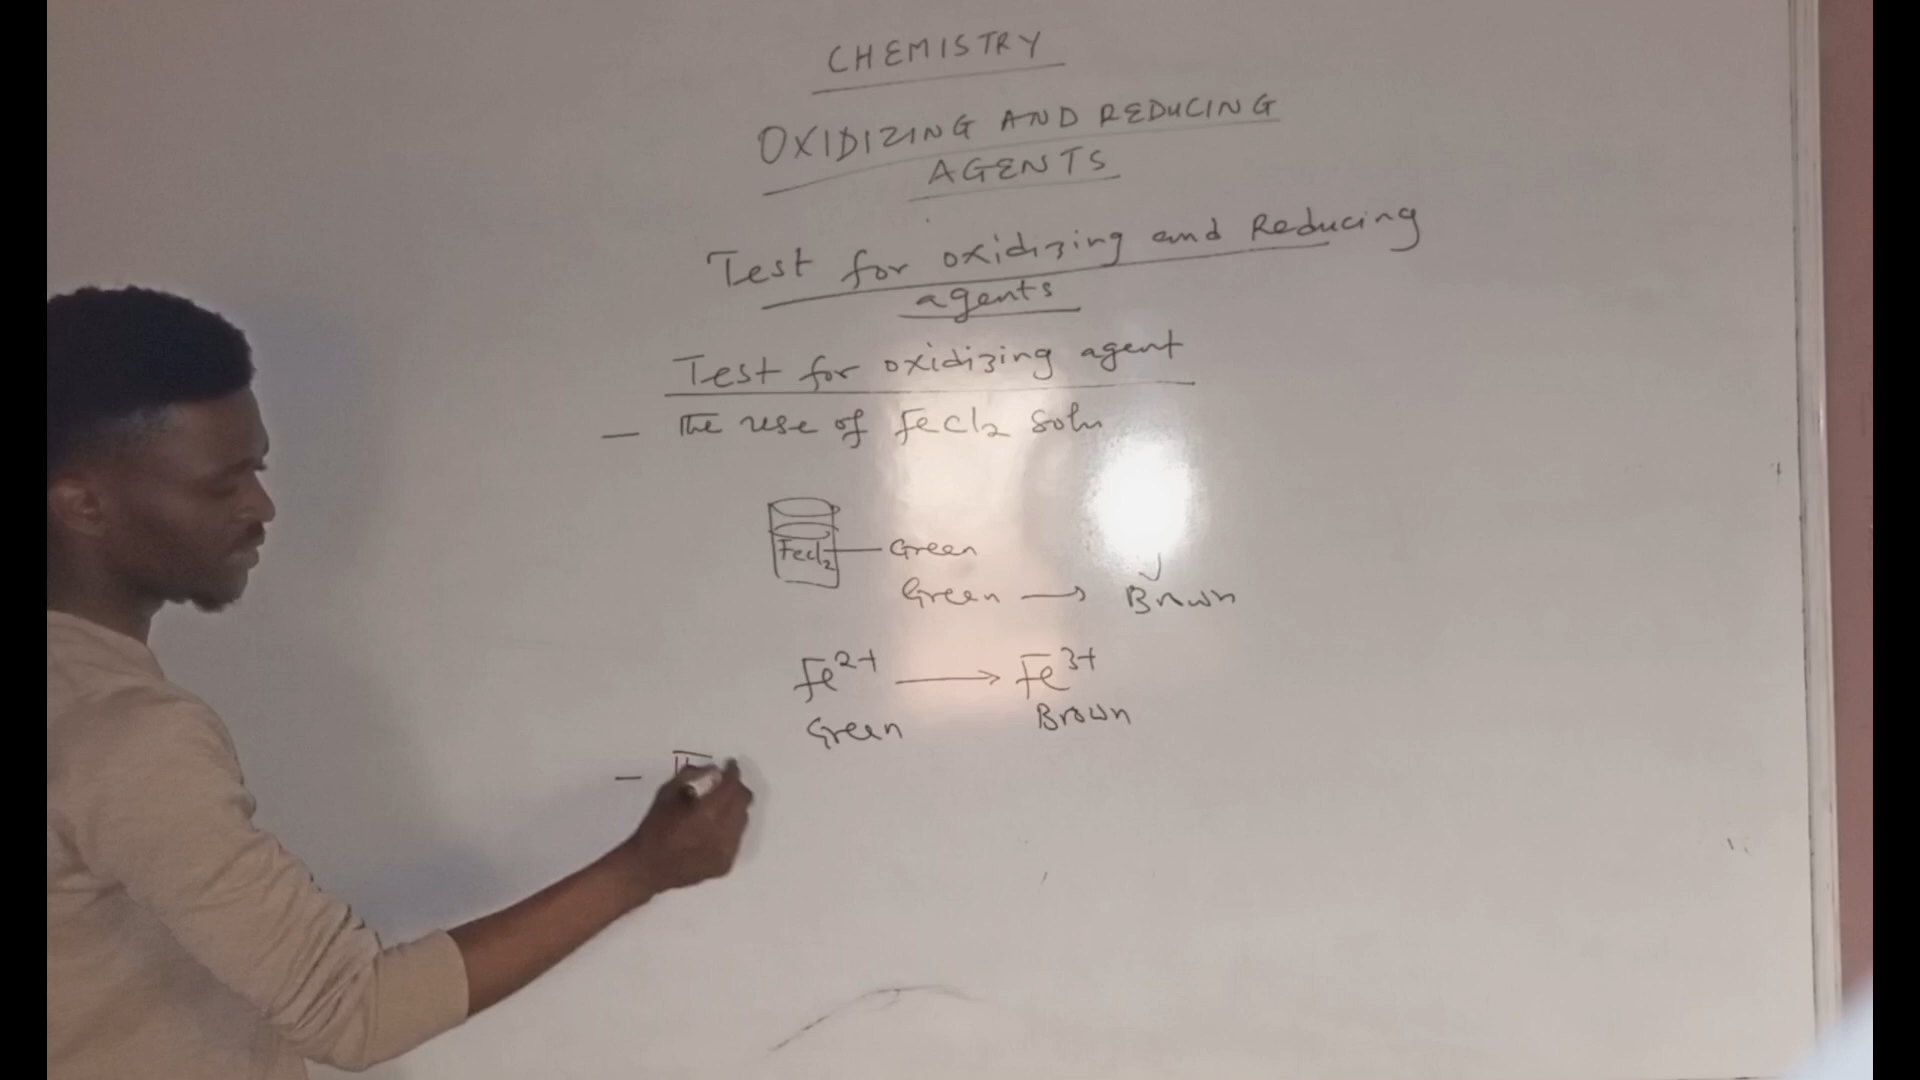 CHEMISTRY
OXIDIZING AND REDUCING
AGENTS
Test for oxidizing and Reducing
agents
Test for oxidizing agent
– The use of FeCl2 soln
FeCl2 — Green
Green → Brown
Fe2+ → Fe3+
Green Brown
–